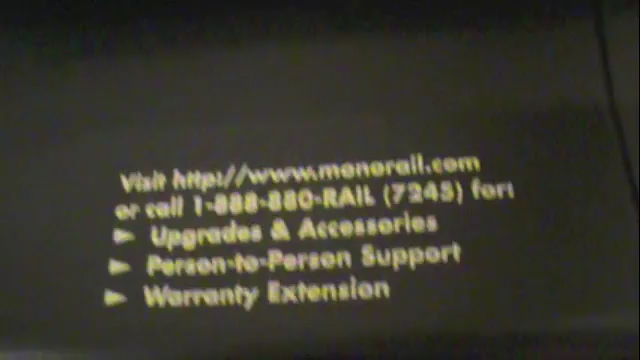 Visit http://www.monorail.com
or call 1-888-880-RAIL (7245) for:
► Upgrades & Accessories
► Person-to-Person Support
► Warranty Extension